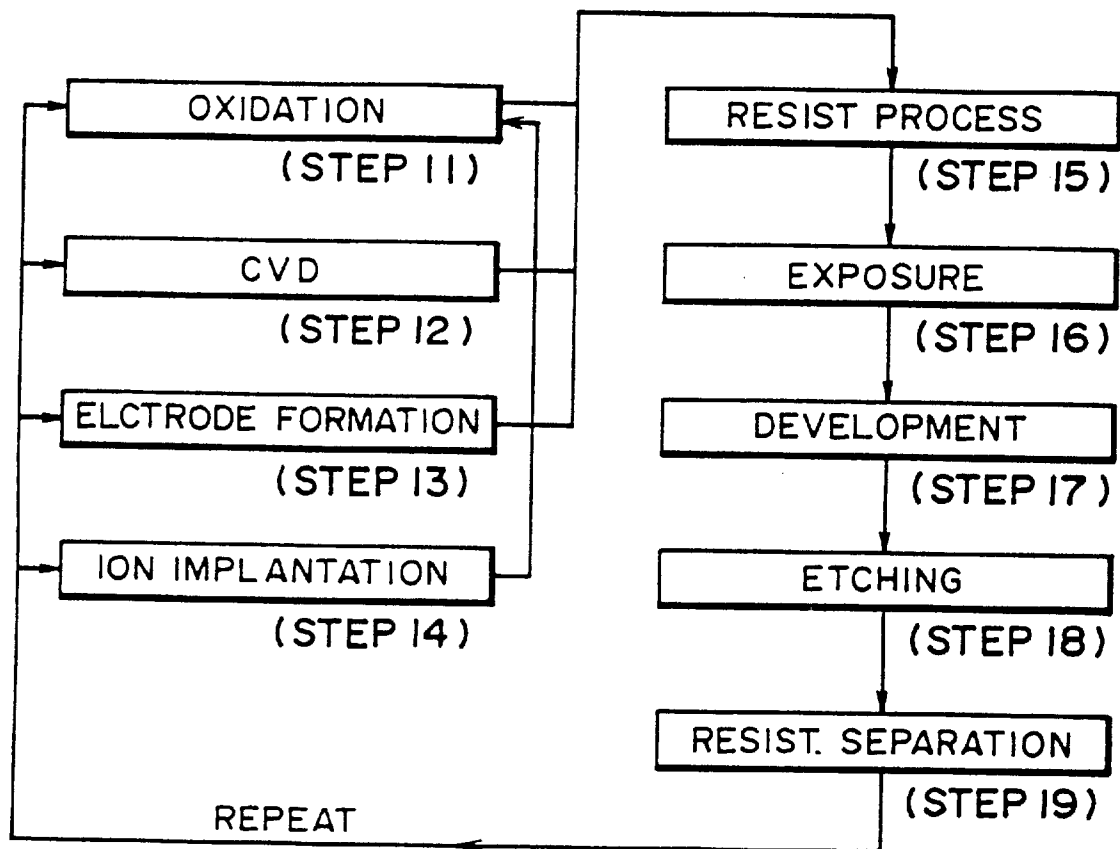 OXIDATION
(STEP 11)
CVD
(STEP 12)
ELCTRODE FORMATION
(STEP 13)
ION IMPLANTATION
(STEP 14)
RESIST PROCESS
(STEP 15)
EXPOSURE
(STEP 16)
DEVELOPMENT
(STEP 17)
ETCHING
(STEP 18)
RESIST. SEPARATION
(STEP 19)
REPEAT